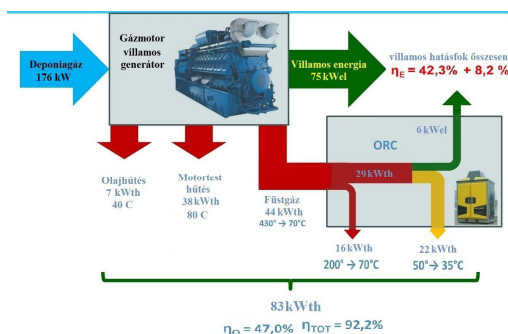 Deponiagáz
176 kW
Gázmotor
villamos
generátor
Villamos energia
75 kWel
villamos hatásfok összesen
ηE = 42,3% + 8,2 %
6 kWel
ORC
29 kWth
Olajhűtés
7 kWth
40 C
Motortest
hűtés
38 kWth
80 C
Füstgáz
44 kWth
430° → 70°C
16 kWth
200° → 70°C
22 kWth
50° → 35°C
83 kWth
ηQ = 47,0% ηTOT = 92,2%